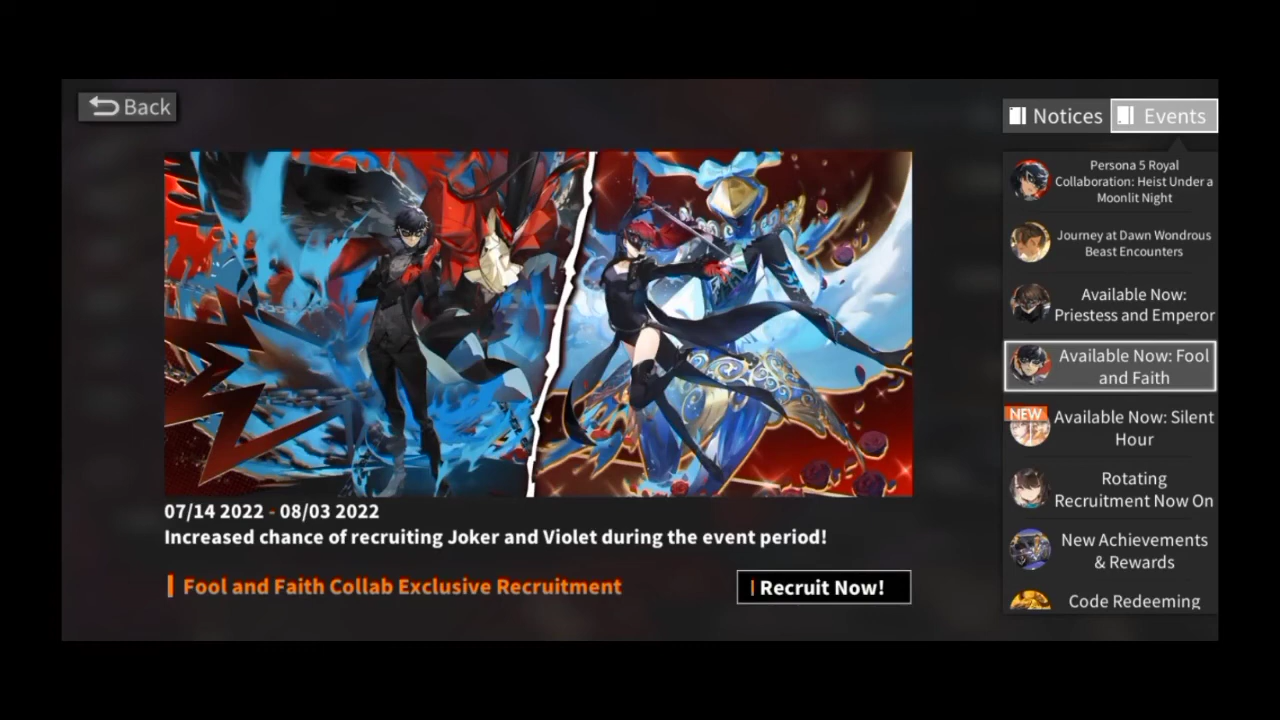 Back
Notices
Events
Persona 5 Royal
Collaboration: Heist Under a
Moonlit Night
Journey at Dawn Wondrous
Beast Encounters
Available Now:
Priestess and Emperor
Available Now: Fool
and Faith
NEW
Available Now: Silent
Hour
Rotating
Recruitment Now On
New Achievements
& Rewards
Code Redeeming
07/14 2022 - 08/03 2022
Increased chance of recruiting Joker and Violet during the event period!
Fool and Faith Collab Exclusive Recruitment
Recruit Now!